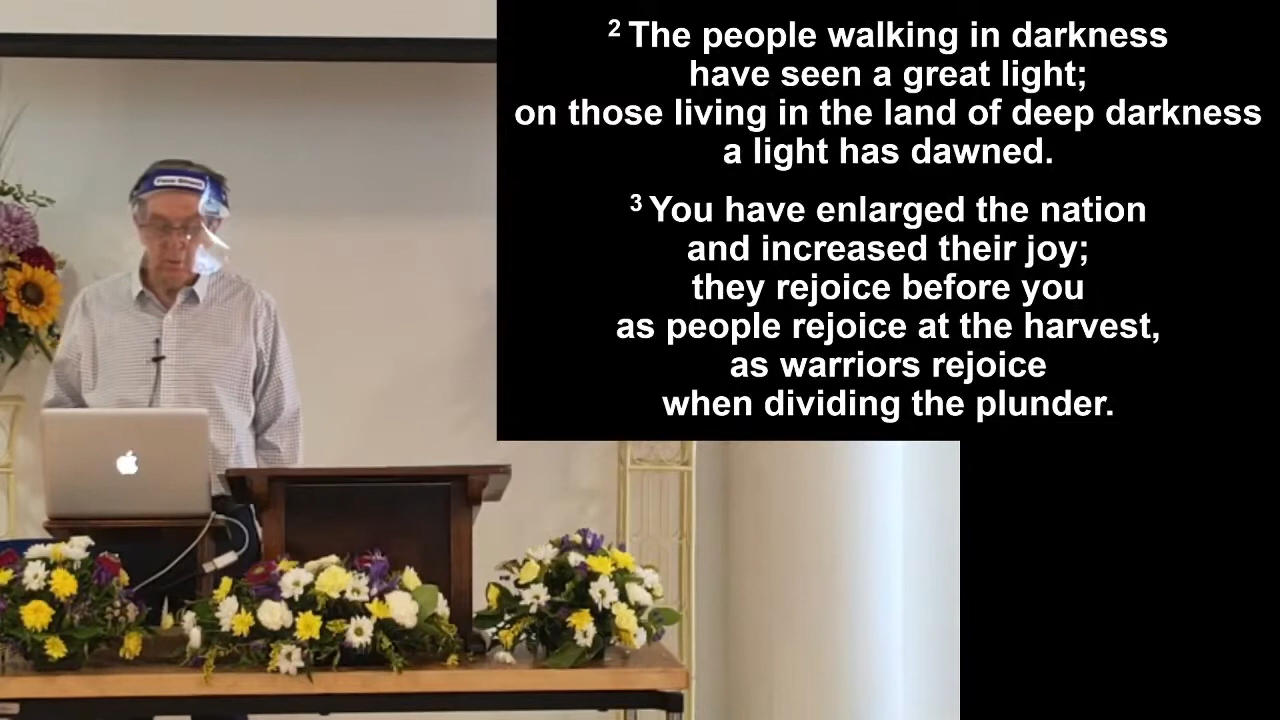 2 The people walking in darkness
have seen a great light;
on those living in the land of deep darkness
a light has dawned.
3 You have enlarged the nation
and increased their joy;
they rejoice before you
as people rejoice at the harvest,
as warriors rejoice
when dividing the plunder.